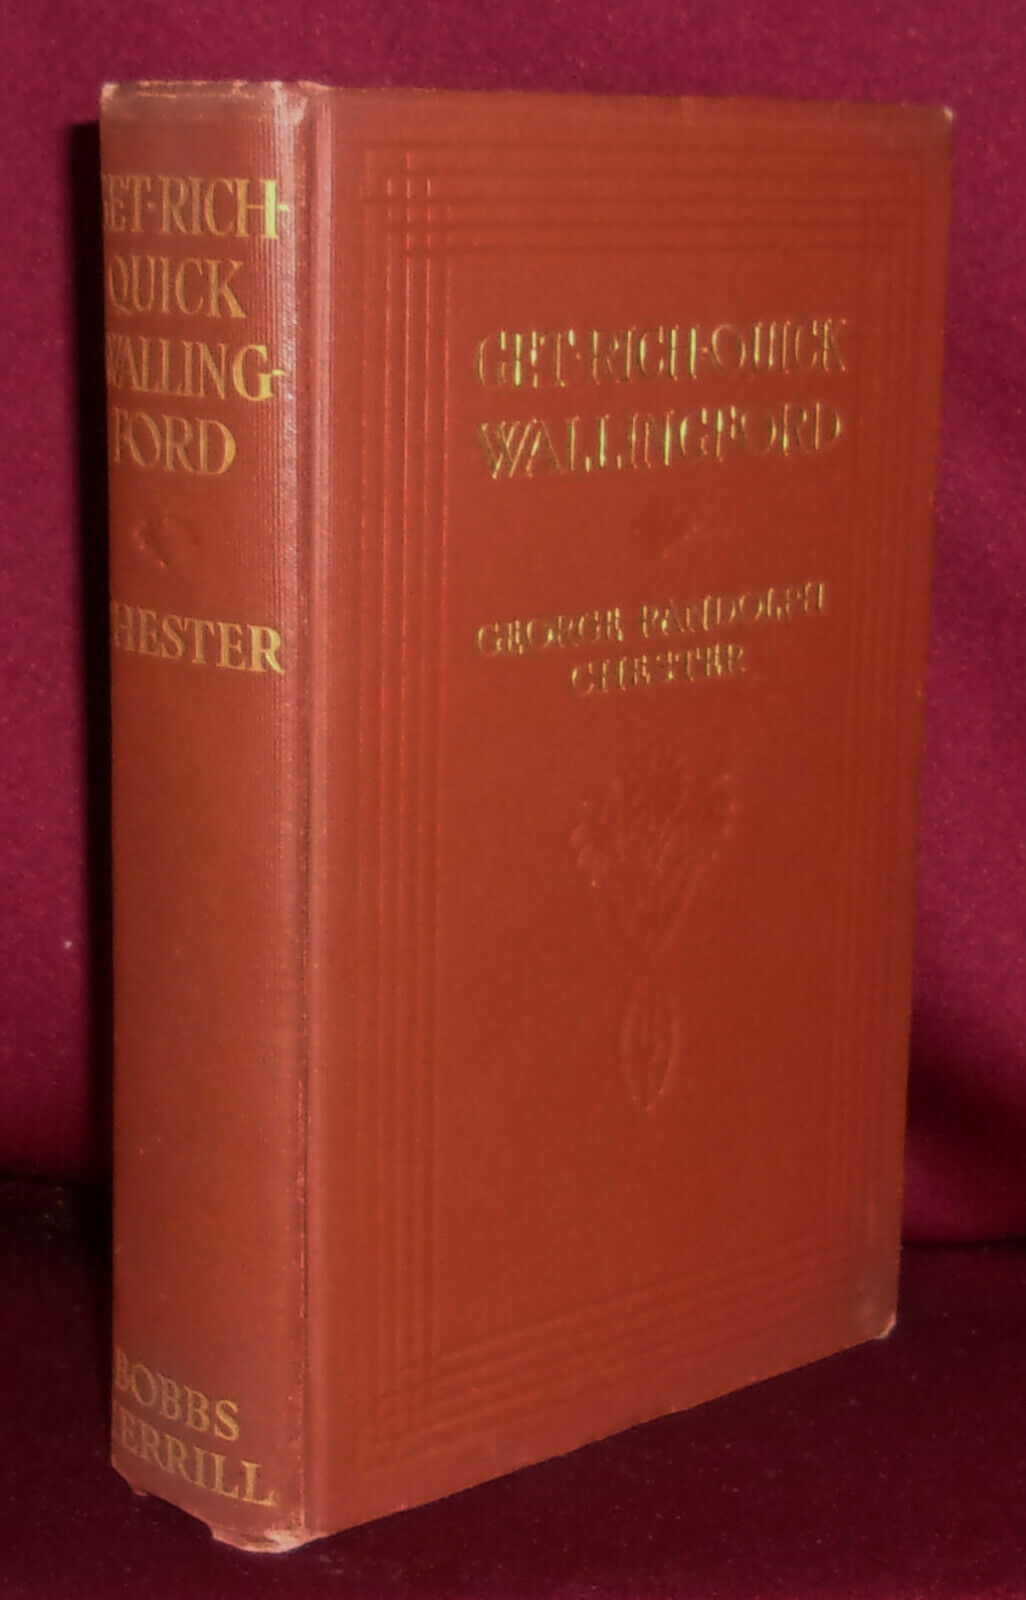 GET-RICH-
QUICK
WALLING-
FORD
CHESTER
BOBBS
MERRILL
GET-RICH-QUICK
WALLINGFORD
GEORGE RANDOLPH
CHESTER